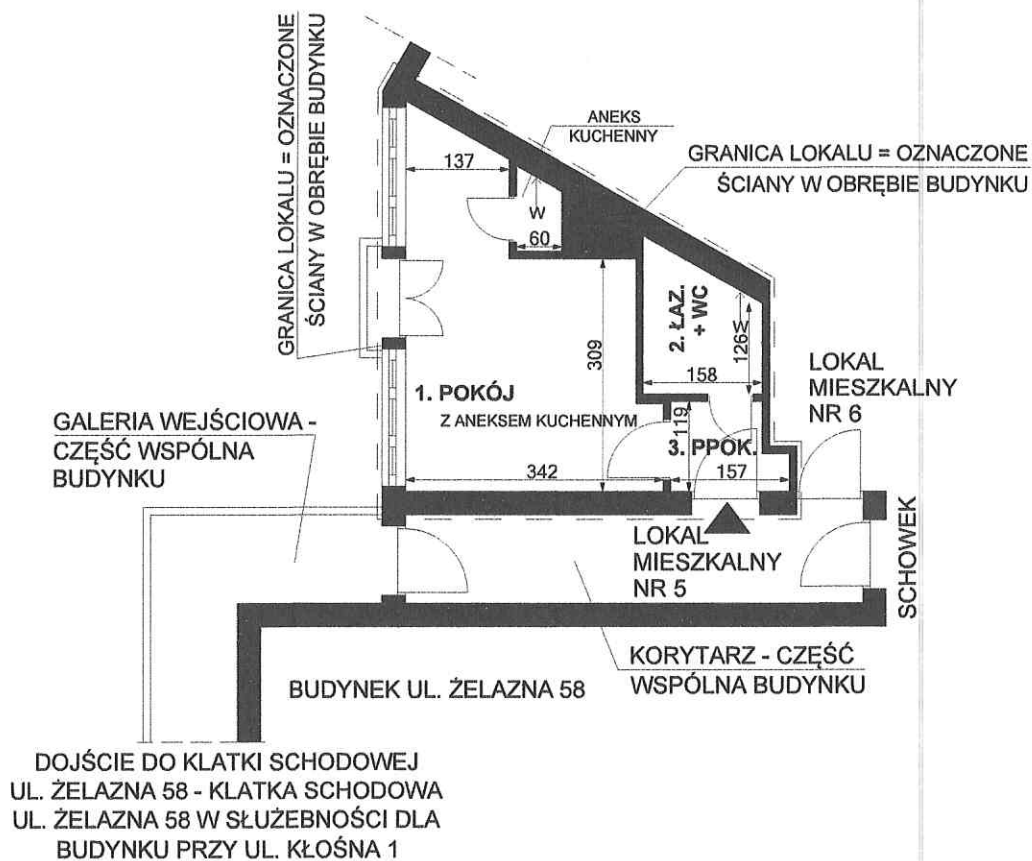 GRANICA LOKALU = OZNACZONE
ŚCIANY W OBRĘBIE BUDYNKU
ANEKS
KUCHENNY
GRANICA LOKALU = OZNACZONE
ŚCIANY W OBRĘBIE BUDYNKU
137
W
60
2. ŁAZ.
+ WC
126
W
309
158
LOKAL
MIESZKALNY
NR 6
1. POKÓJ
Z ANEKSEM KUCHENNYM
119
3. PPOK.
342
157
GALERIA WEJŚCIOWA -
CZĘŚĆ WSPÓLNA
BUDYNKU
LOKAL
MIESZKALNY
NR 5
SCHOWEK
KORYTARZ - CZĘŚĆ
WSPÓLNA BUDYNKU
BUDYNEK UL. ŻELAZNA 58
DOJŚCIE DO KLATKI SCHODOWEJ
UL. ŻELAZNA 58 - KLATKA SCHODOWA
UL. ŻELAZNA 58 W SŁUŻEBNOŚCI DLA
BUDYNKU PRZY UL. KŁOŚNA 1